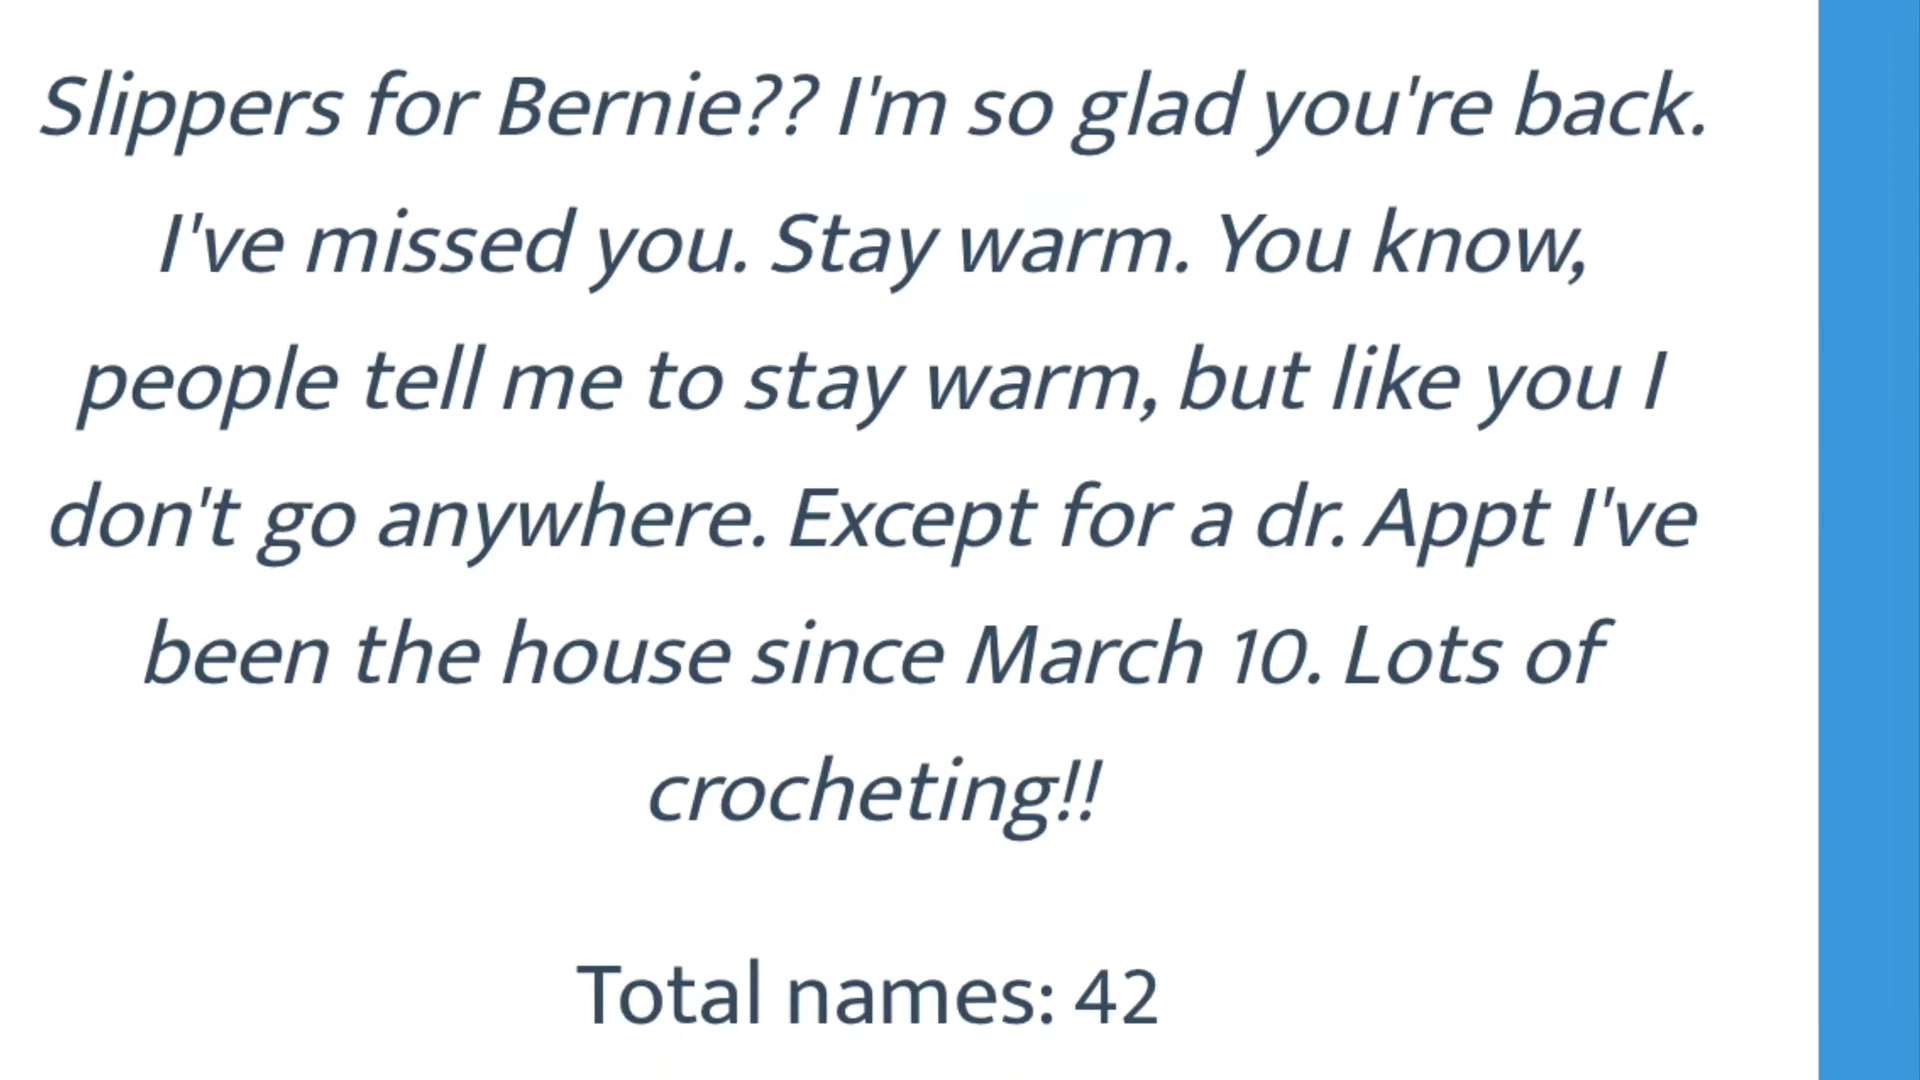 Slippers for Bernie?? I'm so glad you're back.
I've missed you. Stay warm. You know,
people tell me to stay warm, but like you I
don't go anywhere. Except for a dr. Appt I've
been the house since March 10. Lots of
crocheting!!
Total names: 42